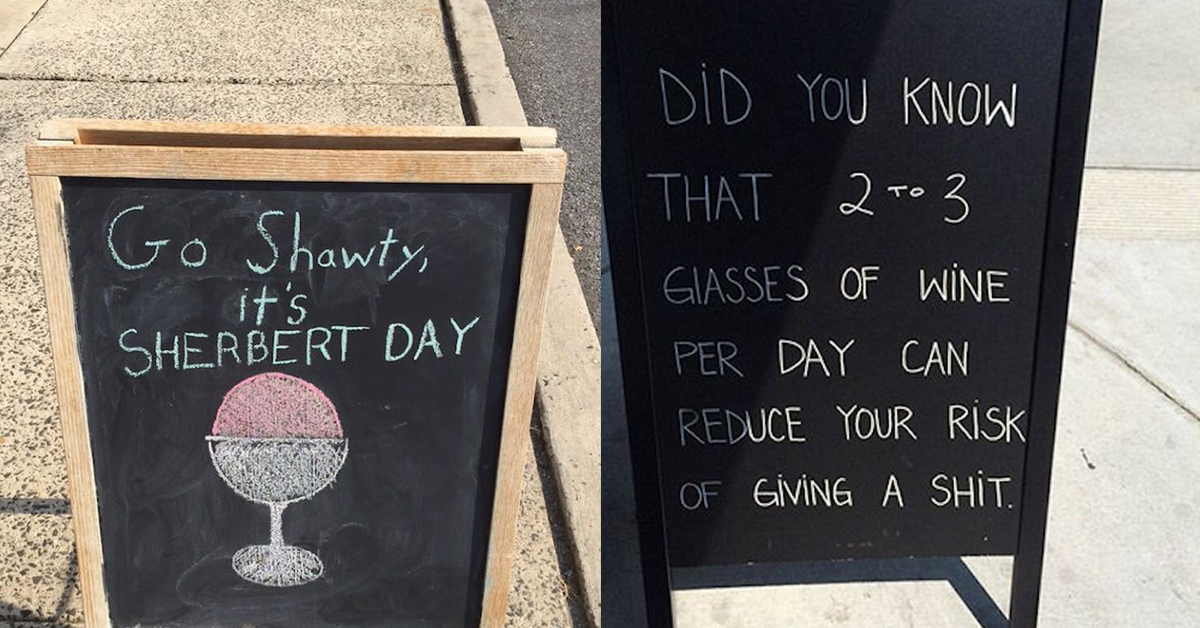 Go Shawty,
it's
SHERBERT DAY
DiD YOU KNOW
THAT 2 TO 3
GLASSES OF WiNE
PER DAY CAN
REDUCE YOUR RiSK
OF GiViNG A SHiT.